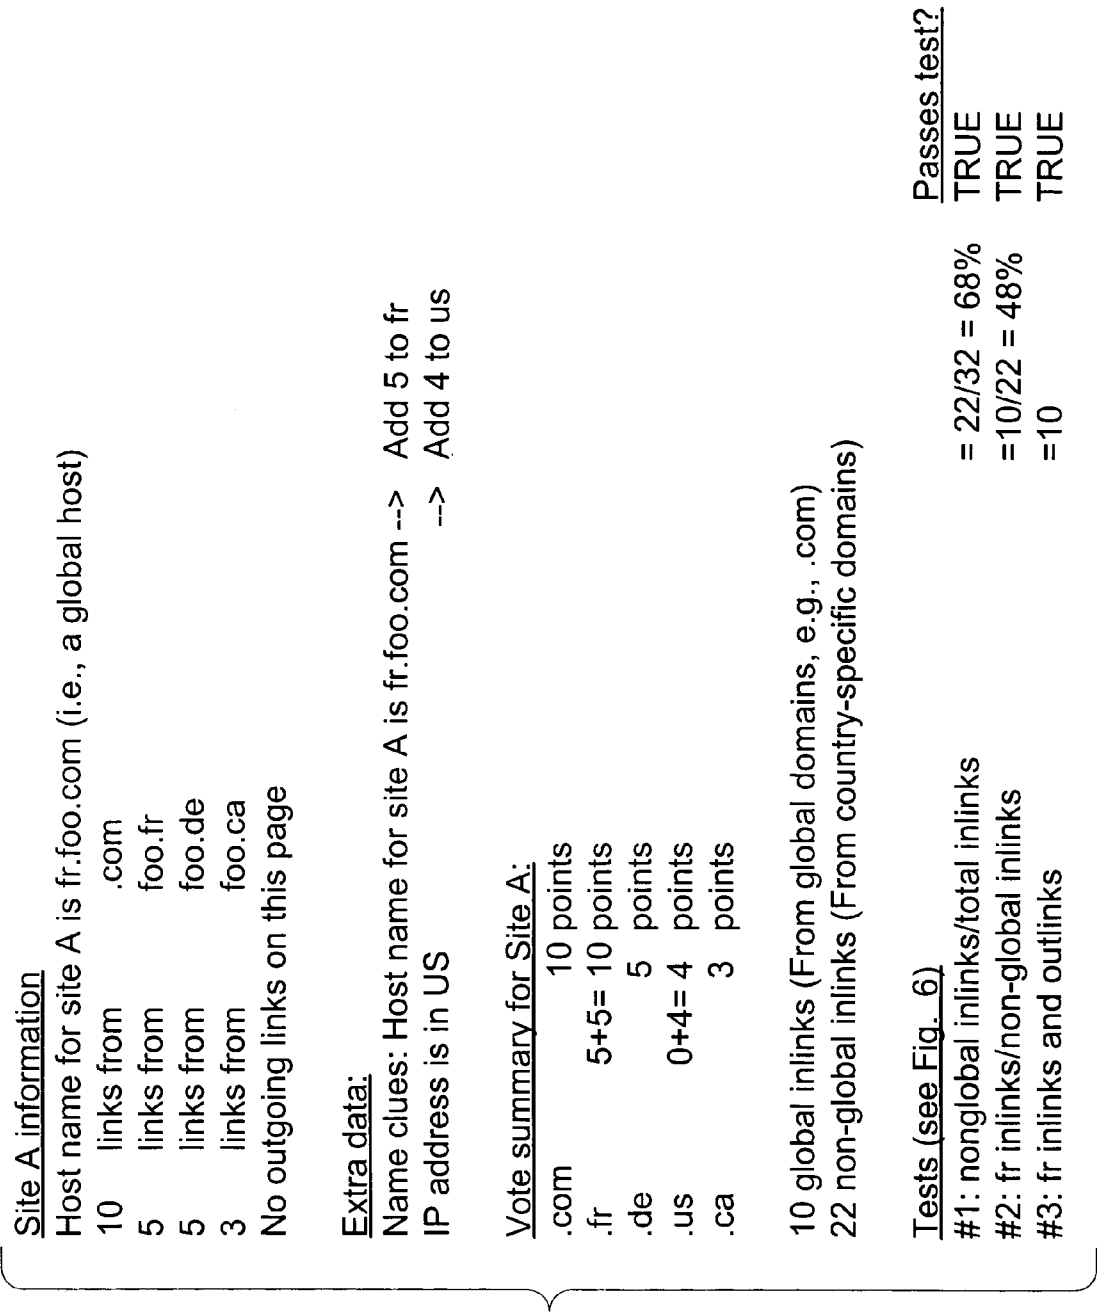 Site A information
Host name for site A is fr.foo.com (i.e., a global host)
10 links from .com
5 links from foo.fr
5 links from foo.de
3 links from foo.ca
No outgoing links on this page
Extra data:
Name clues: Host name for site A is fr.foo.com --> Add 5 to fr
IP address is in US --> Add 4 to us
Vote summary for Site A:
.com 10 points
.fr 5+5= 10 points
.de 5 points
.us 0+4= 4 points
.ca 3 points
10 global inlinks (From global domains, e.g., .com)
22 non-global inlinks (From country-specific domains)
Tests (see Fig. 6) Passes test?
#1: nonglobal inlinks/total inlinks = 22/32 = 68% TRUE
#2: fr inlinks/non-global inlinks =10/22 = 48% TRUE
#3: fr inlinks and outlinks =10 TRUE